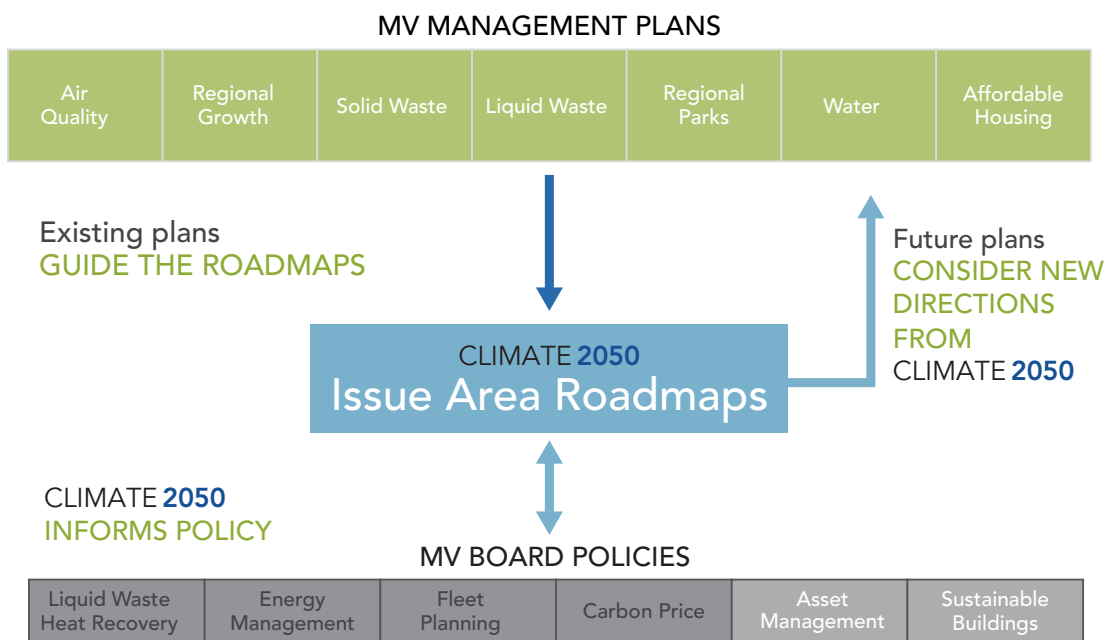 MV MANAGEMENT PLANS
Air
Quality
Regional
Growth
Solid Waste
Liquid Waste
Regional
Parks
Water
Affordable
Housing
Existing plans
GUIDE THE ROADMAPS
Future plans
CONSIDER NEW
DIRECTIONS
FROM
CLIMATE 2050
CLIMATE 2050
Issue Area Roadmaps
CLIMATE 2050
INFORMS POLICY
MV BOARD POLICIES
Liquid Waste
Heat Recovery
Energy
Management
Fleet
Planning
Carbon Price
Asset
Management
Sustainable
Buildings